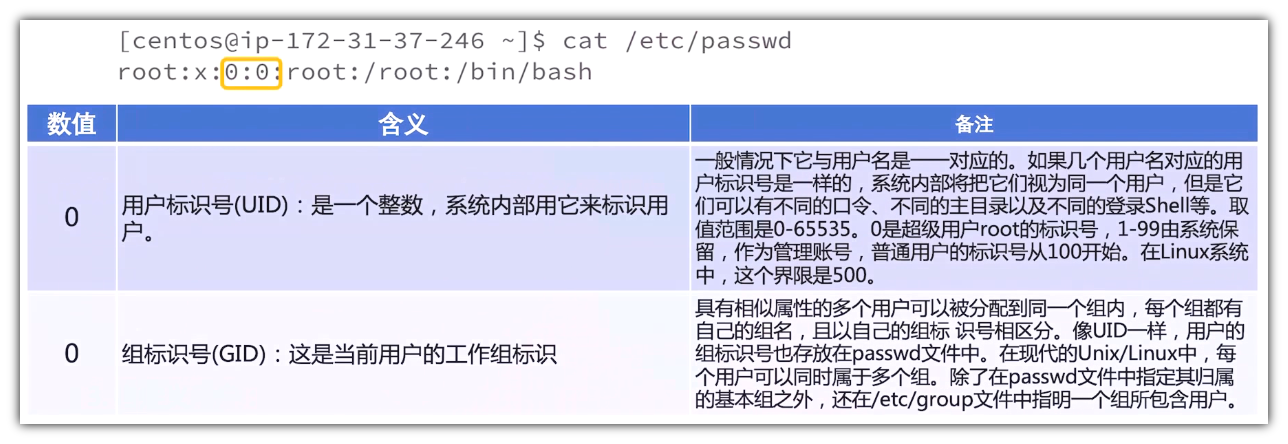 [centos@ip-172-31-37-246 ~]$ cat /etc/passwd
root:x:0:0:root:/root:/bin/bash
数值 含义 备注
0
用户标识号(UID)：是一个整数，系统内部用它来标识用
户。
一般情况下它与用户名是一一对应的。如果几个用户名对应的用
户标识号是一样的，系统内部将把它们视为同一个用户，但是它
们可以有不同的口令、不同的主目录以及不同的登录Shell等。取
值范围是0-65535。0是超级用户root的标识号，1-99由系统保
留，作为管理账号，普通用户的标识号从100开始。在Linux系统
中，这个界限是500。
0
组标识号(GID)：这是当前用户的工作组标识
具有相似属性的多个用户可以被分配到同一个组内，每个组都有
自己的组名，且以自己的组标 识号相区分。像UID一样，用户的
组标识号也存放在passwd文件中。在现代的Unix/Linux中，每
个用户可以同时属于多个组。除了在passwd文件中指定其归属
的基本组之外，还在/etc/group文件中指明一个组所包含用户。